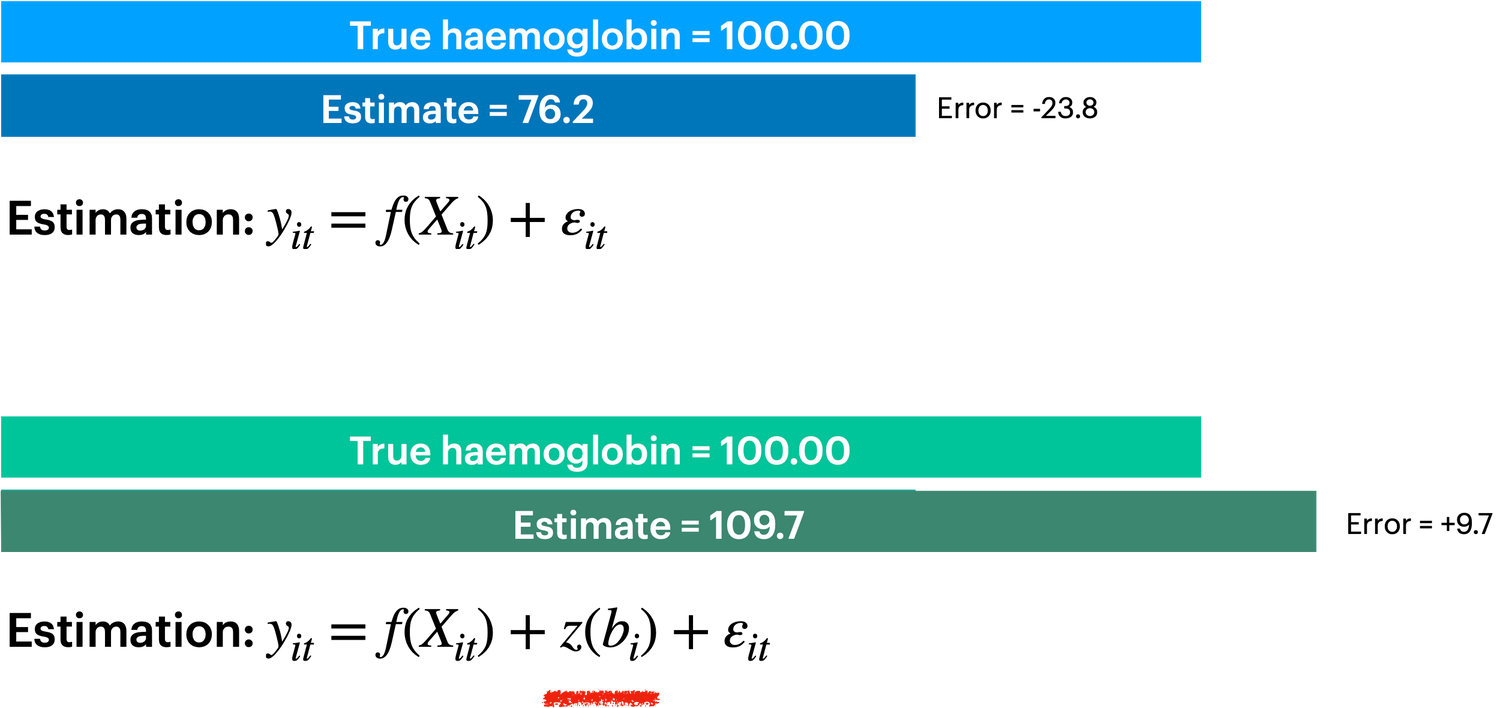 True haemoglobin = 100.00
Estimate = 76.2
Error = -23.8
Estimation: yᵢₜ = f(Xᵢₜ) + εᵢₜ
True haemoglobin = 100.00
Estimate = 109.7
Error = +9.7
Estimation: yᵢₜ = f(Xᵢₜ) + z(bᵢ) + εᵢₜ